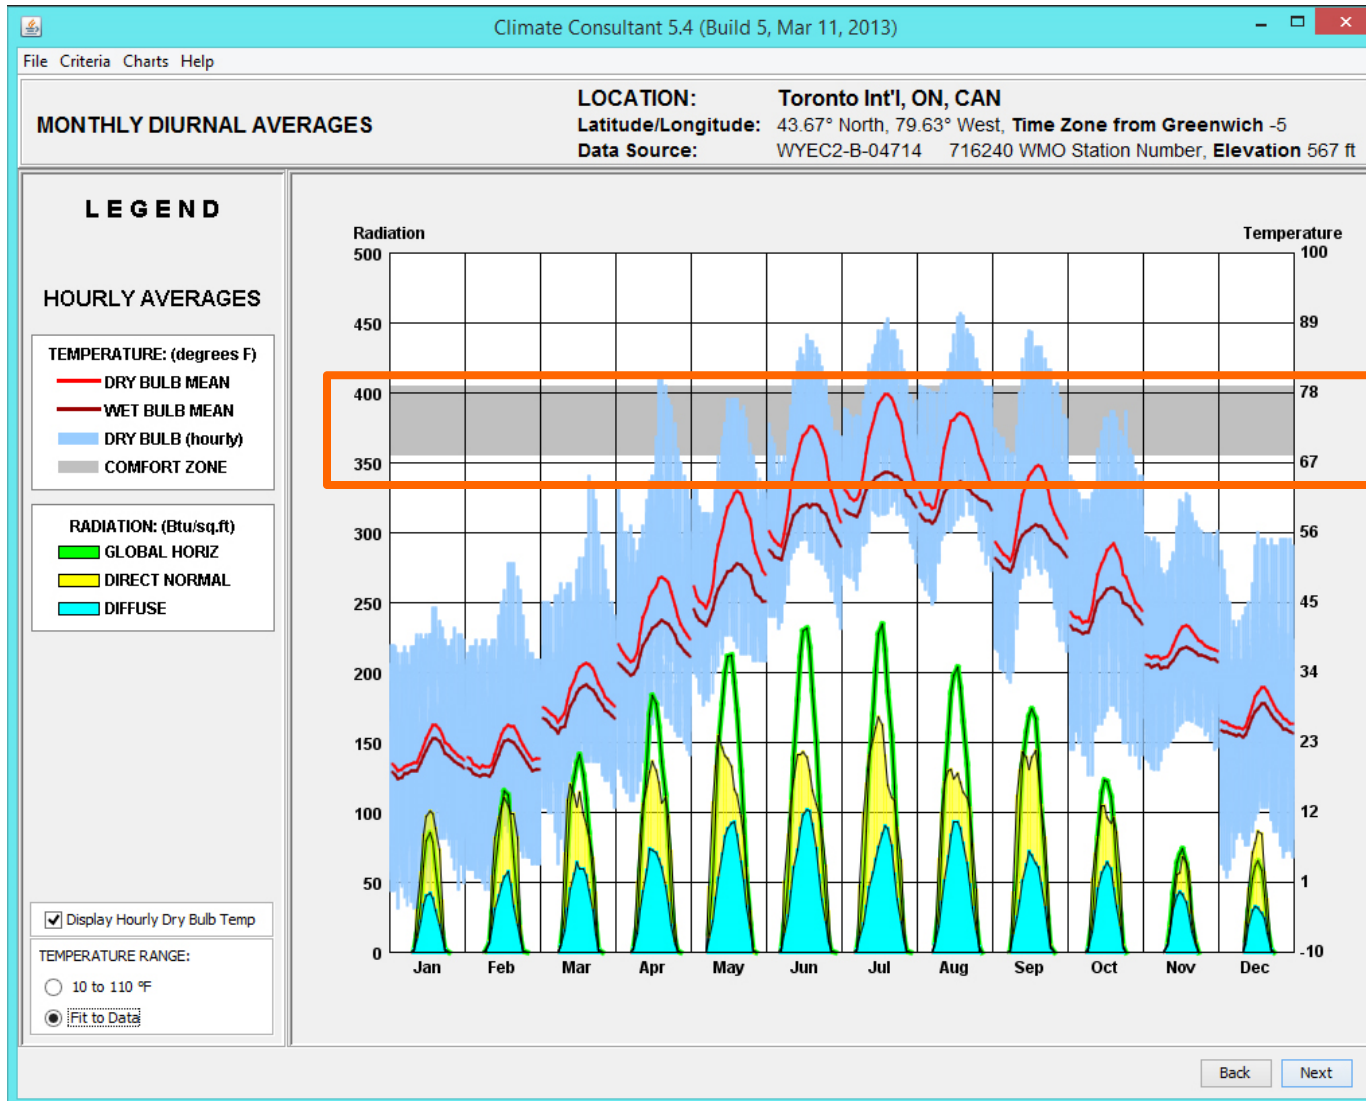 Climate Consultant 5.4 (Build 5, Mar 11, 2013)
File Criteria Charts Help
MONTHLY DIURNAL AVERAGES
LOCATION: Toronto Int'l, ON, CAN
Latitude/Longitude: 43.67° North, 79.63° West, Time Zone from Greenwich -5
Data Source: WYEC2-B-04714 716240 WMO Station Number, Elevation 567 ft
LEGEND
HOURLY AVERAGES
TEMPERATURE: (degrees F)
DRY BULB MEAN
WET BULB MEAN
DRY BULB (hourly)
COMFORT ZONE
RADIATION: (Btu/sq.ft)
GLOBAL HORIZ
DIRECT NORMAL
DIFFUSE
Display Hourly Dry Bulb Temp
TEMPERATURE RANGE:
10 to 110 °F
Fit to Data
Radiation Temperature
500 100
450 89
400 78
350 67
300 56
250 45
200 34
150 23
100 12
50 1
0 -10
Jan Feb Mar Apr May Jun Jul Aug Sep Oct Nov Dec
Back Next